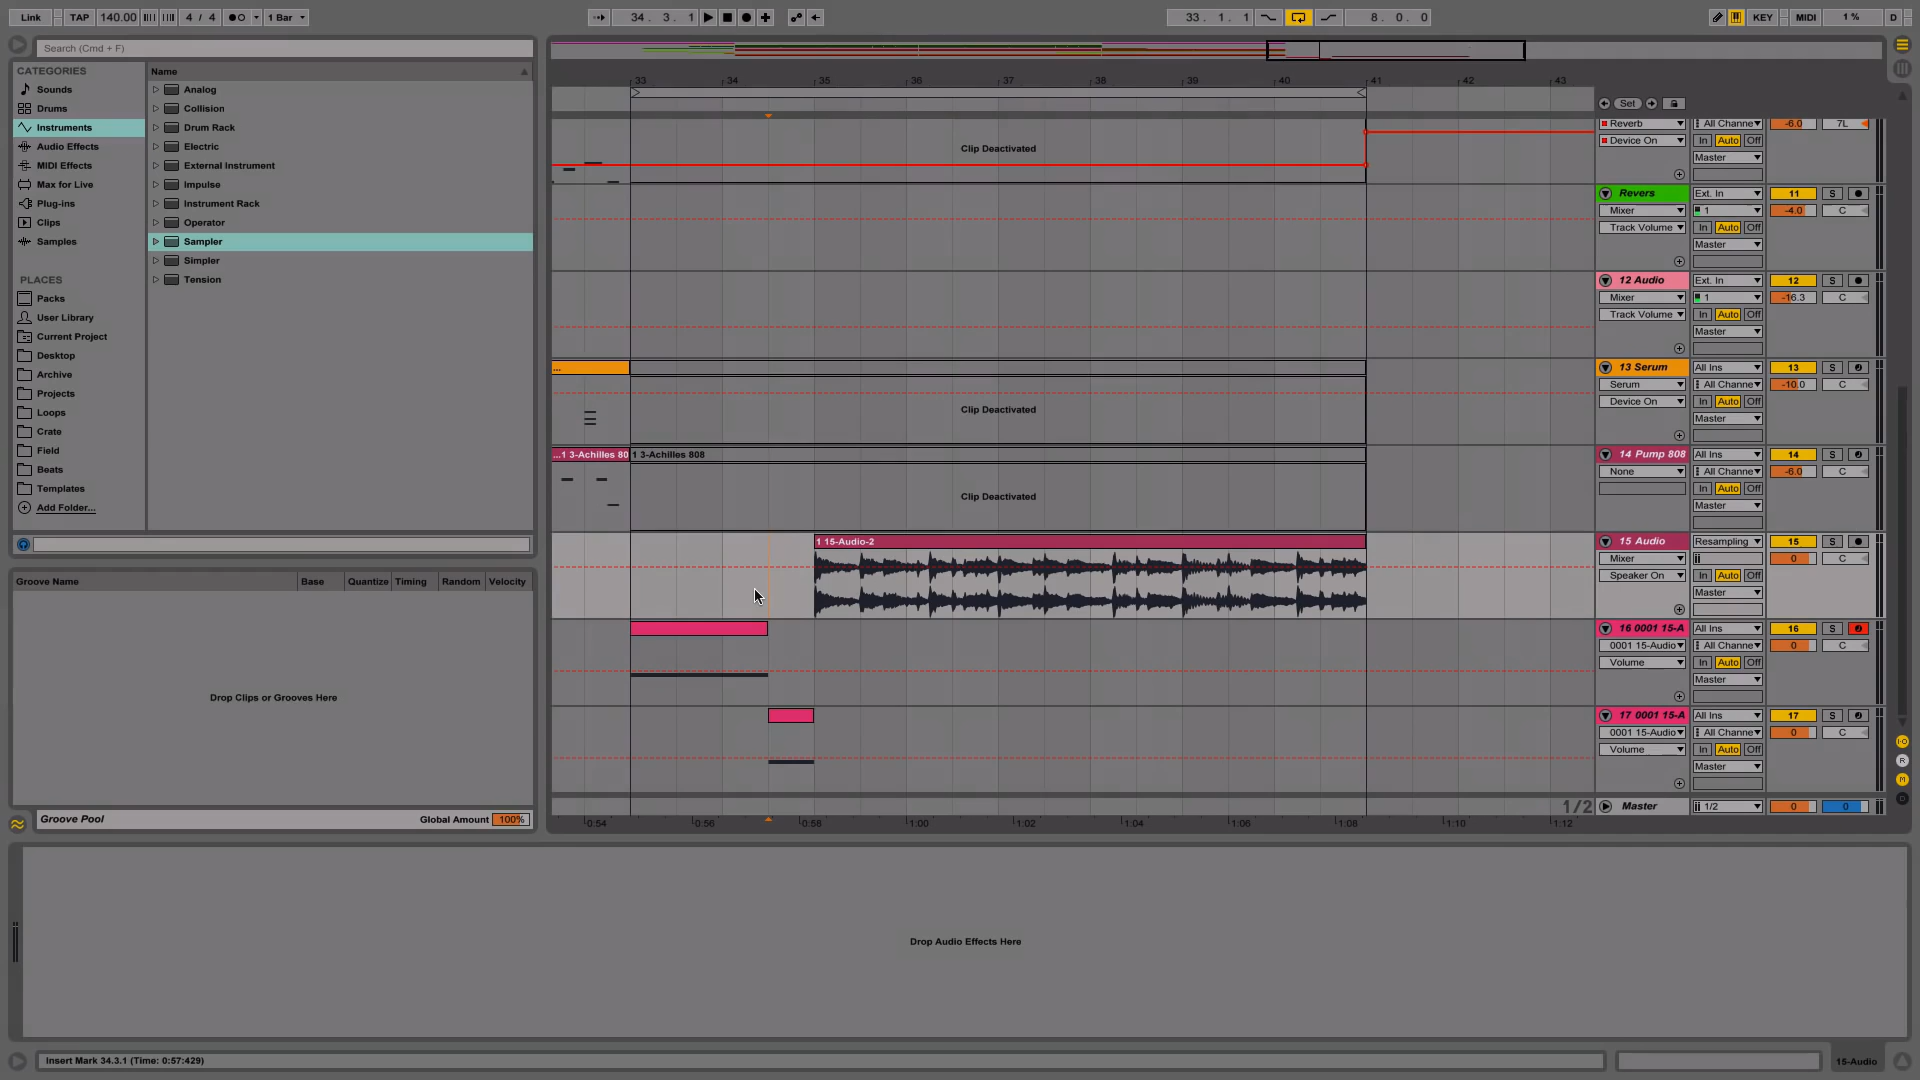 Link
TAP
140.00
4 / 4
1 Bar
34 . 3 . 1
33 . 1 . 1
8 . 0 . 0
KEY
MIDI
1 %
D
Search (Cmd + F)
CATEGORIES
Sounds
Drums
Instruments
Audio Effects
MIDI Effects
Max for Live
Plug-ins
Clips
Samples
PLACES
Packs
User Library
Current Project
Desktop
Archive
Projects
Loops
Crate
Field
Beats
Templates
Add Folder...
Name
Analog
Collision
Drum Rack
Electric
External Instrument
Impulse
Instrument Rack
Operator
Sampler
Simpler
Tension
Groove Name
Base
Quantize
Timing
Random
Velocity
Drop Clips or Grooves Here
Groove Pool
Global Amount
100%
33
34
35
36
37
38
39
40
41
42
43
Set
Clip Deactivated
Reverb
All Channe
-6.0
7L
Device On
In
Auto
Off
Master
Revers
Ext. In
11
S
Mixer
1
-4.0
C
Track Volume
In
Auto
Off
Master
12 Audio
Ext. In
12
S
Mixer
1
-16.3
C
Track Volume
In
Auto
Off
Master
...
Clip Deactivated
13 Serum
All Ins
13
S
Serum
All Channe
-10.0
C
Device On
In
Auto
Off
Master
...1 3-Achilles 80
1 3-Achilles 808
Clip Deactivated
14 Pump 808
All Ins
14
S
None
All Channe
-6.0
C
In
Auto
Off
Master
1 15-Audio-2
15 Audio
Resampling
15
S
Mixer
0
C
Speaker On
In
Auto
Off
Master
16 0001 15-A
All Ins
16
S
0001 15-Audio
All Channe
0
C
Volume
In
Auto
Off
Master
17 0001 15-A
All Ins
17
S
0001 15-Audio
All Channe
0
C
Volume
In
Auto
Off
Master
1/2
Master
1/2
0
0
0:54
0:56
0:58
1:00
1:02
1:04
1:06
1:08
1:10
1:12
I·O
R
M
D
Drop Audio Effects Here
Insert Mark 34.3.1 (Time: 0:57:429)
15-Audio